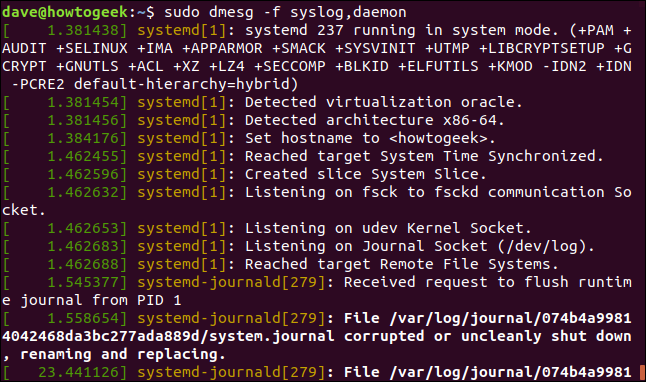 dave@howtogeek:~$ sudo dmesg -f syslog,daemon
[    1.381438] systemd[1]: systemd 237 running in system mode. (+PAM +
AUDIT +SELINUX +IMA +APPARMOR +SMACK +SYSVINIT +UTMP +LIBCRYPTSETUP +G
CRYPT +GNUTLS +ACL +XZ +LZ4 +SECCOMP +BLKID +ELFUTILS +KMOD -IDN2 +IDN
 -PCRE2 default-hierarchy=hybrid)
[    1.381454] systemd[1]: Detected virtualization oracle.
[    1.381456] systemd[1]: Detected architecture x86-64.
[    1.384176] systemd[1]: Set hostname to <howtogeek>.
[    1.462455] systemd[1]: Reached target System Time Synchronized.
[    1.462596] systemd[1]: Created slice System Slice.
[    1.462632] systemd[1]: Listening on fsck to fsckd communication So
cket.
[    1.462653] systemd[1]: Listening on udev Kernel Socket.
[    1.462683] systemd[1]: Listening on Journal Socket (/dev/log).
[    1.462688] systemd[1]: Reached target Remote File Systems.
[    1.545377] systemd-journald[279]: Received request to flush runtim
e journal from PID 1
[    1.558654] systemd-journald[279]: File /var/log/journal/074b4a9981
4042468da3bc277ada889d/system.journal corrupted or uncleanly shut down
, renaming and replacing.
[   23.441126] systemd-journald[279]: File /var/log/journal/074b4a9981